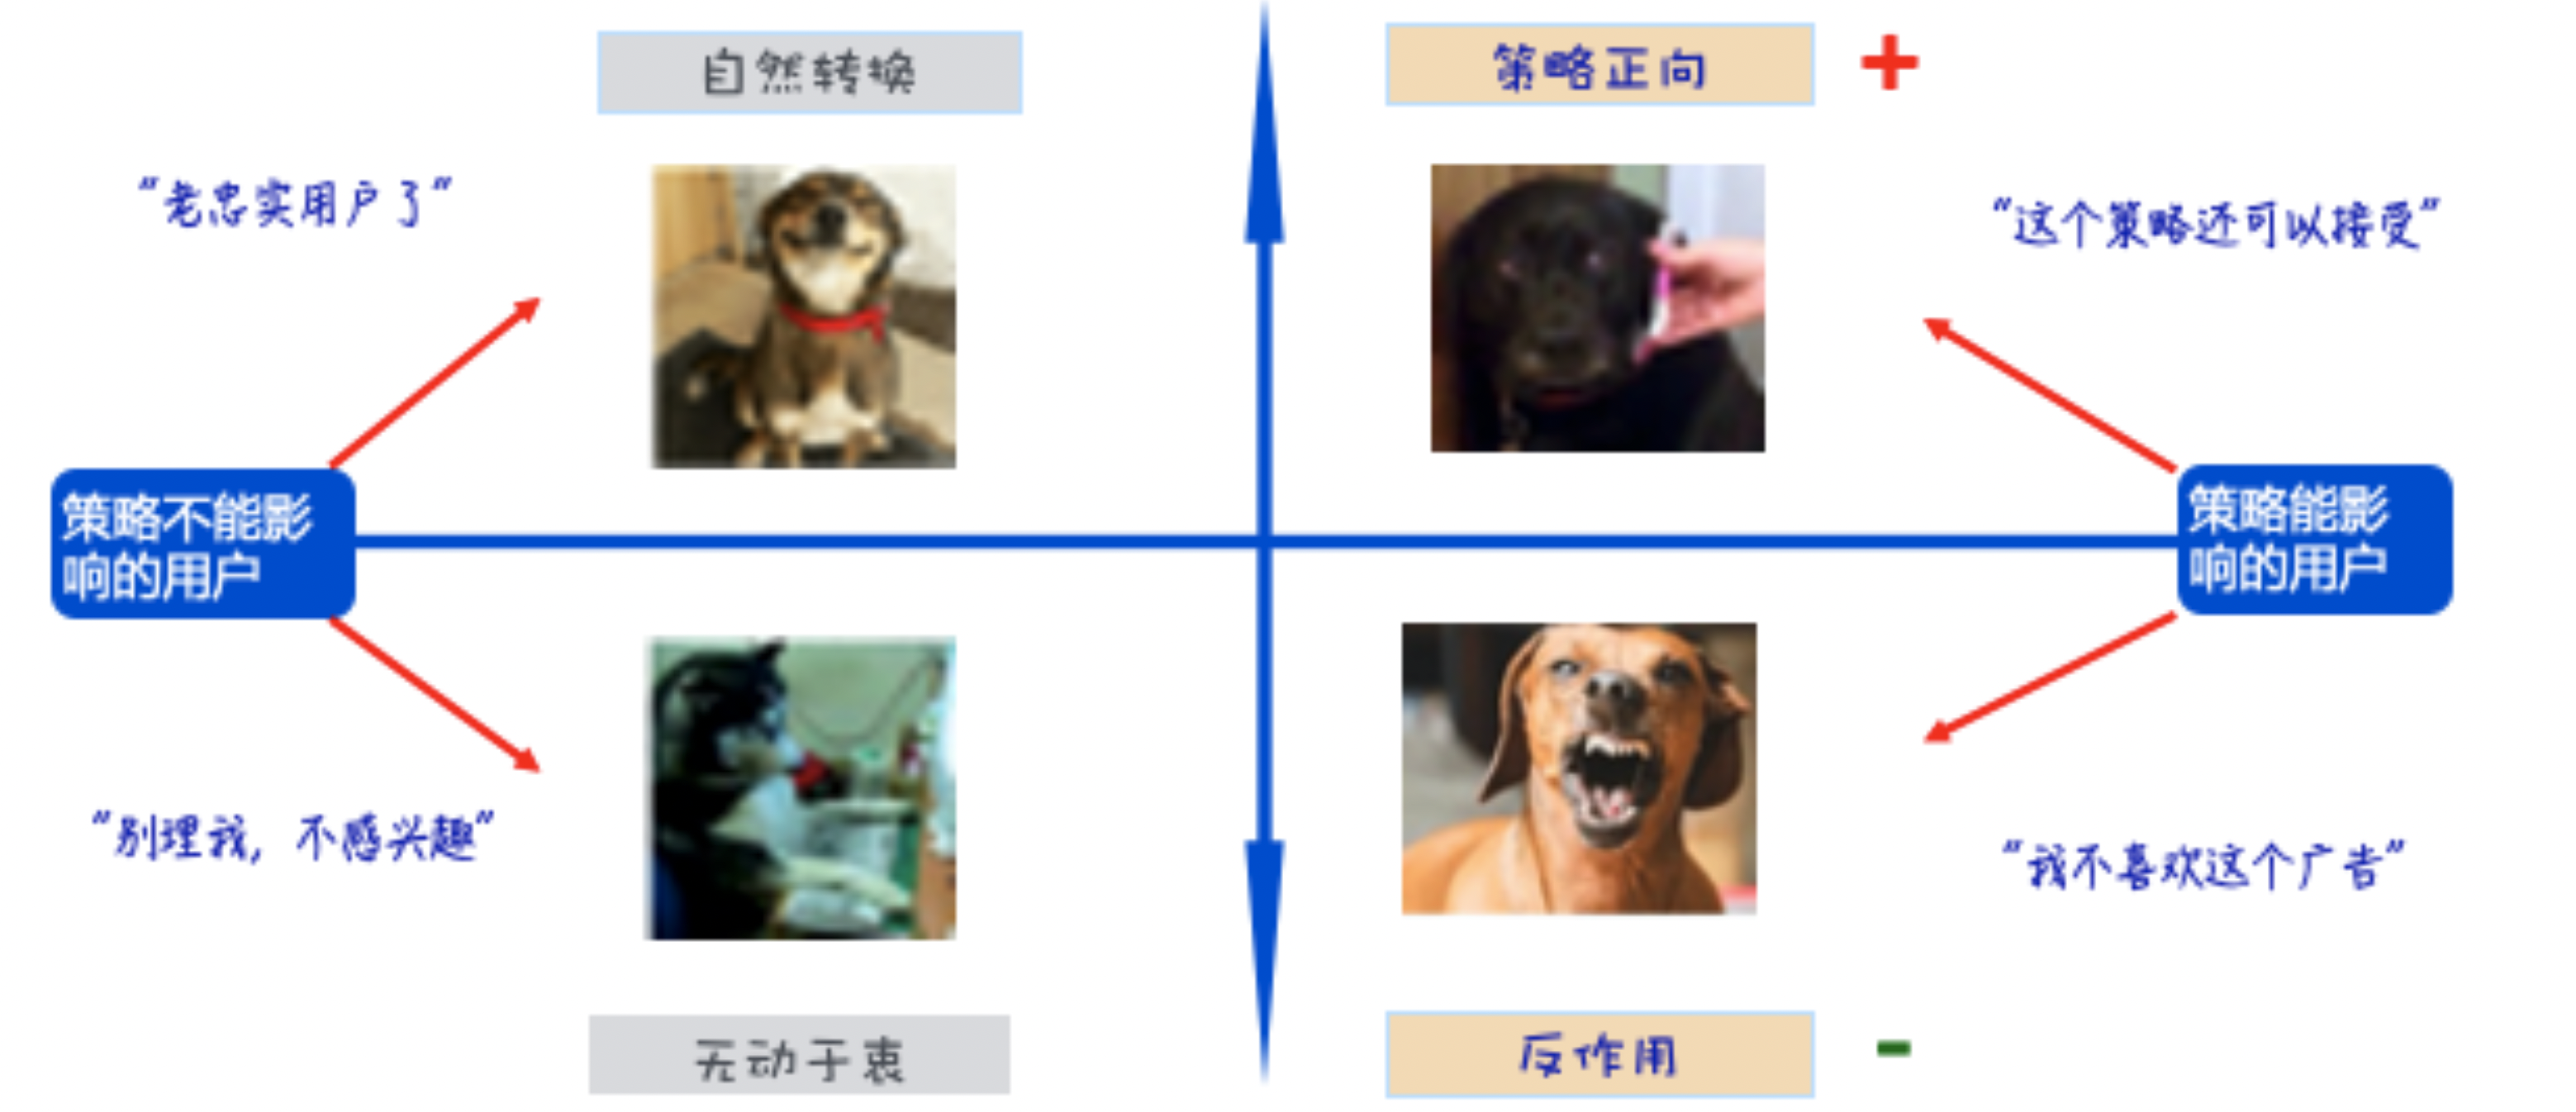 自然转换
策略正向
+
“老忠实用户了”
“这个策略还可以接受”
策略不能影
响的用户
策略能影
响的用户
“别理我，不感兴趣”
“我不喜欢这个广告”
无动于衷
反作用
-